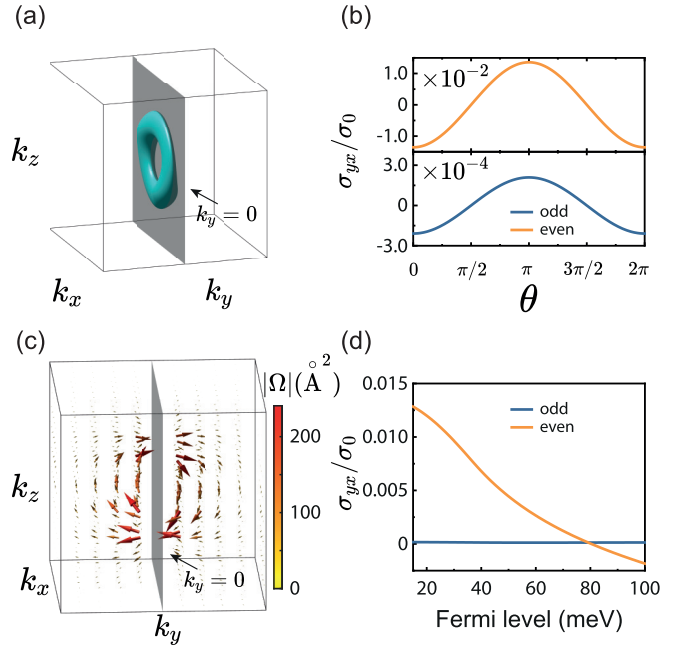 (a)
k_z
k_y = 0
k_x
k_y
(b)
σ_yx/σ_0
1.0
0
-1.0
×10^-2
3.0
0
-3.0
×10^-4
odd
even
0
π/2
π
3π/2
2π
θ
(c)
|Ω|(Å^2)
200
100
0
k_z
k_x
k_y = 0
k_y
(d)
σ_yx/σ_0
0.015
0.010
0.005
0
odd
even
20
40
60
80
100
Fermi level (meV)